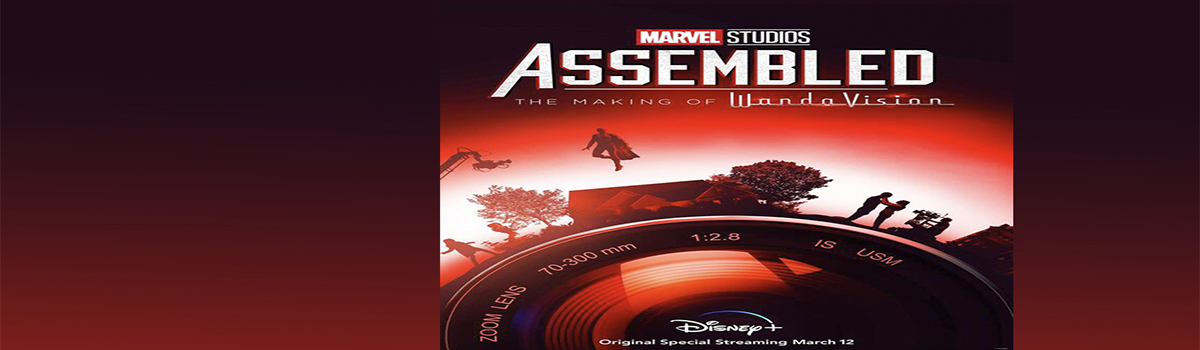 MARVEL STUDIOS
ASSEMBLED
THE MAKING OF WandaVision
ZOOM LENS 70-300 mm 1:2.8 IS USM
Disney+
Original Special Streaming March 12